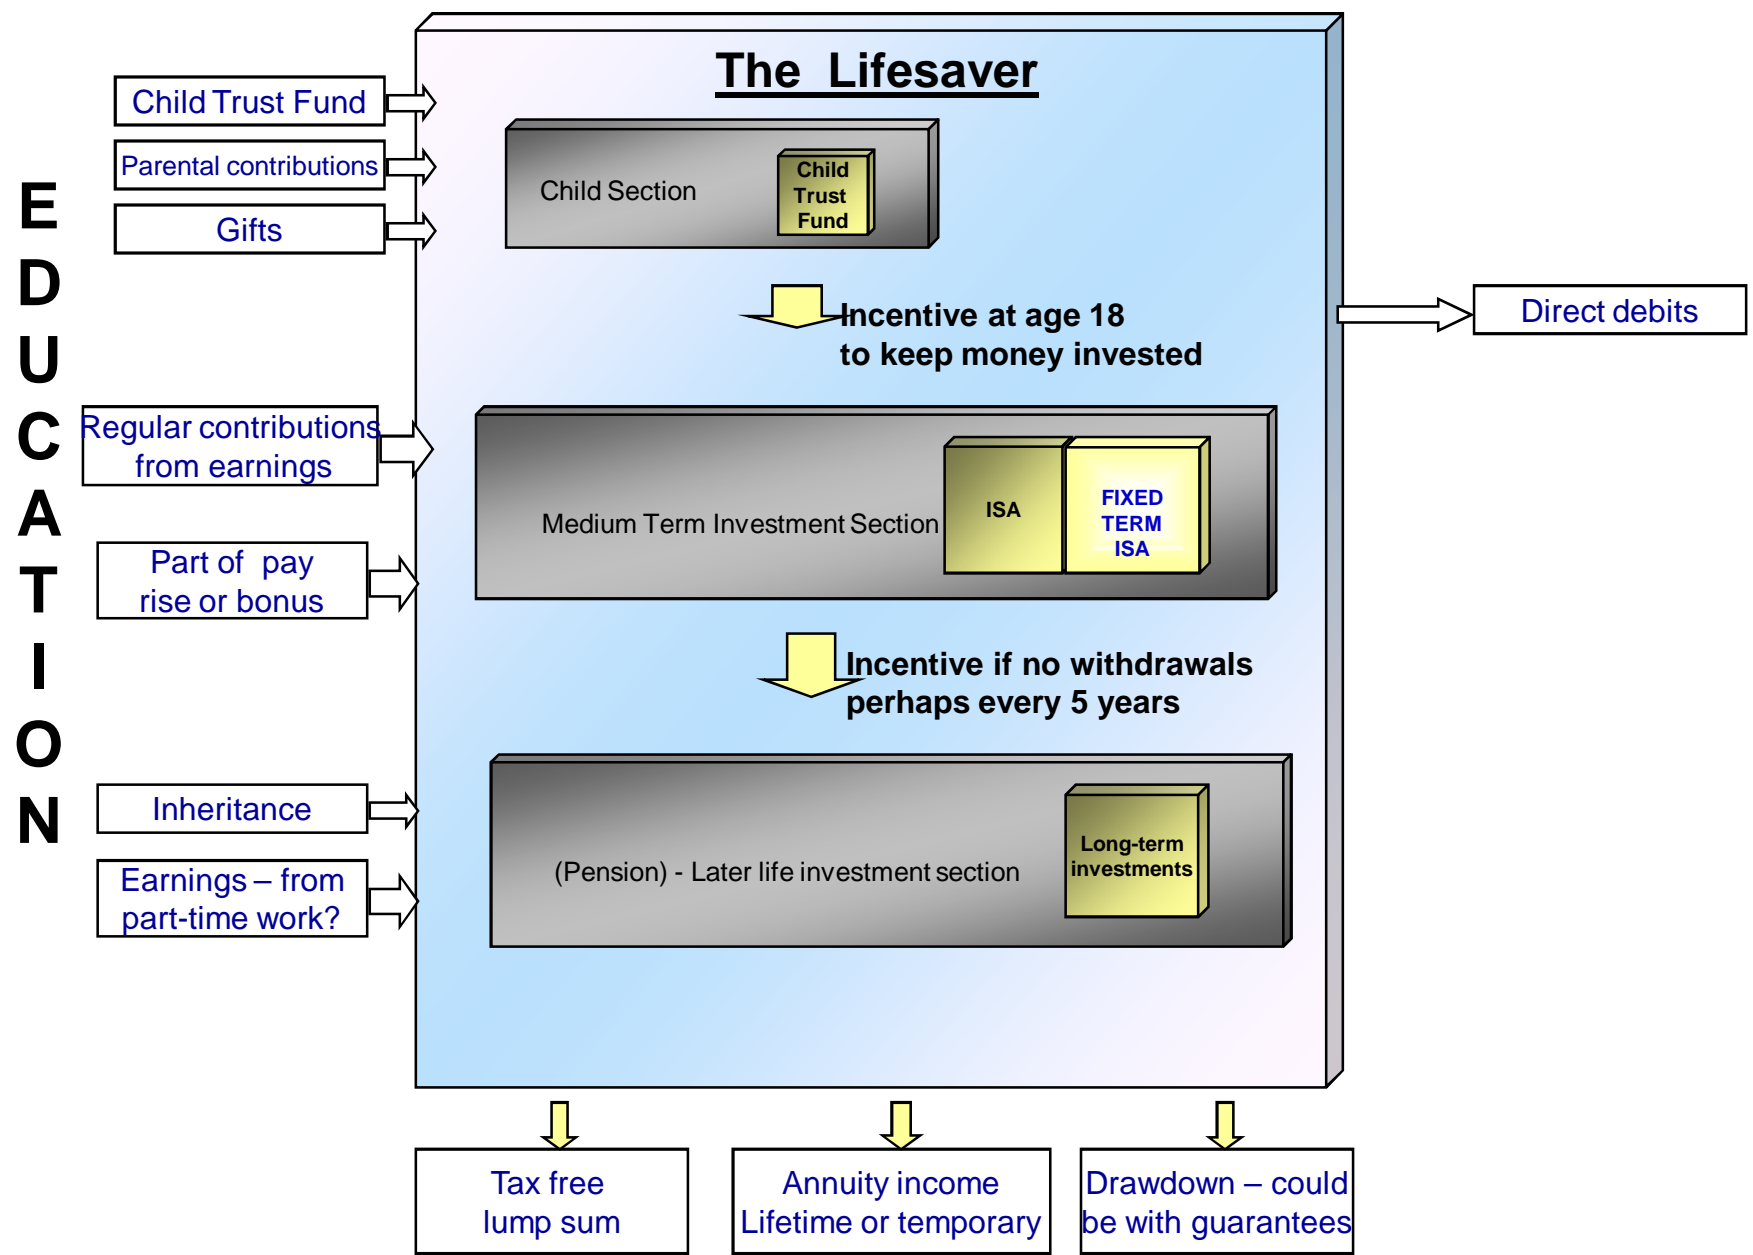 The Lifesaver
EDUCATION
Child Trust Fund
Parental contributions
Gifts
Child Section
Child
Trust
Fund
Incentive at age 18
to keep money invested
Direct debits
Regular contributions
from earnings
Part of pay
rise or bonus
Medium Term Investment Section
ISA
FIXED
TERM
ISA
Incentive if no withdrawals
perhaps every 5 years
Inheritance
Earnings – from
part-time work?
(Pension) - Later life investment section
Long-term
investments
Tax free
lump sum
Annuity income
Lifetime or temporary
Drawdown – could
be with guarantees